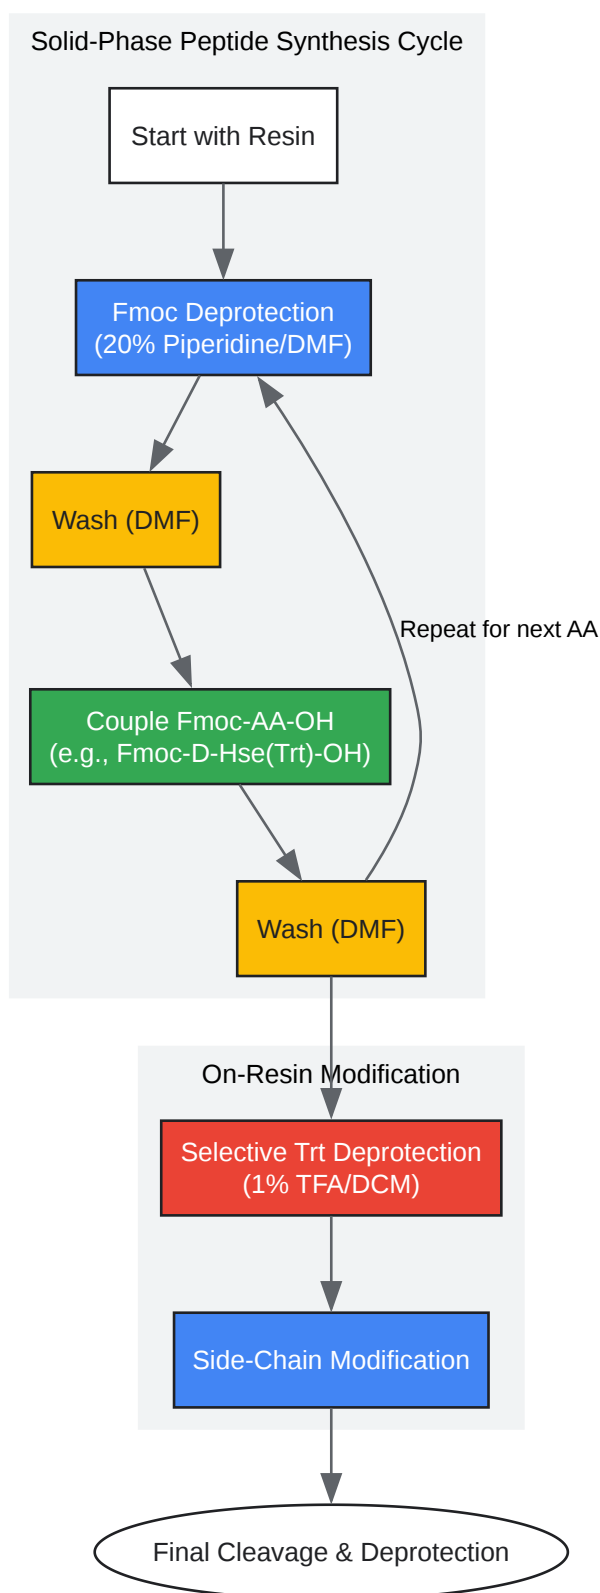 Solid-Phase Peptide Synthesis Cycle
Start with Resin
Fmoc Deprotection
(20% Piperidine/DMF)
Wash (DMF)
Repeat for next AA
Couple Fmoc-AA-OH
(e.g., Fmoc-D-Hse(Trt)-OH)
Wash (DMF)
On-Resin Modification
Selective Trt Deprotection
(1% TFA/DCM)
Side-Chain Modification
Final Cleavage & Deprotection